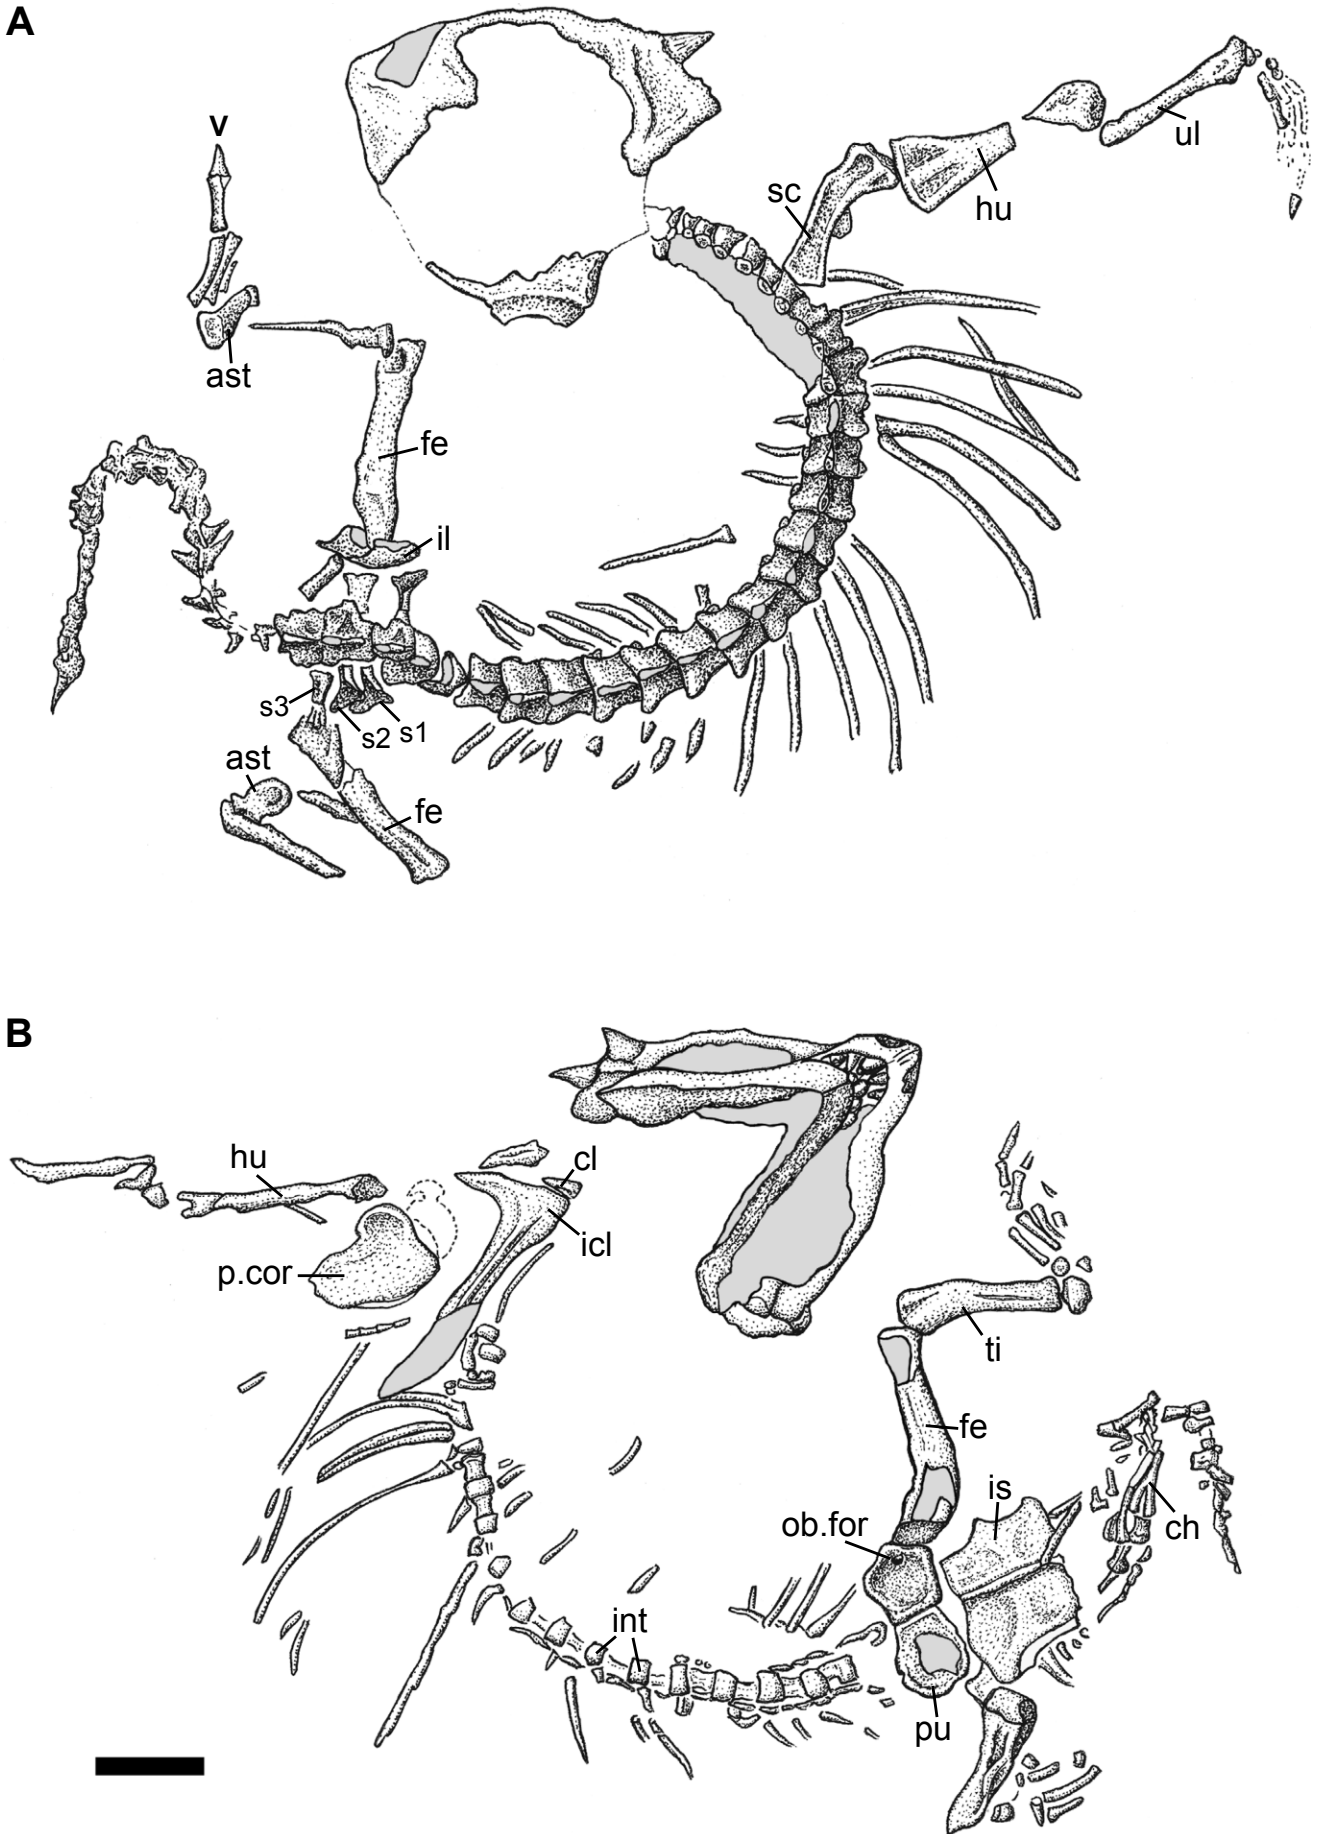 A
V
ul
sc
hu
ast
fe
il
s3
s2 s1
ast
fe
B
hu
cl
icl
p.cor
ti
fe
is
ob.for
ch
int
pu